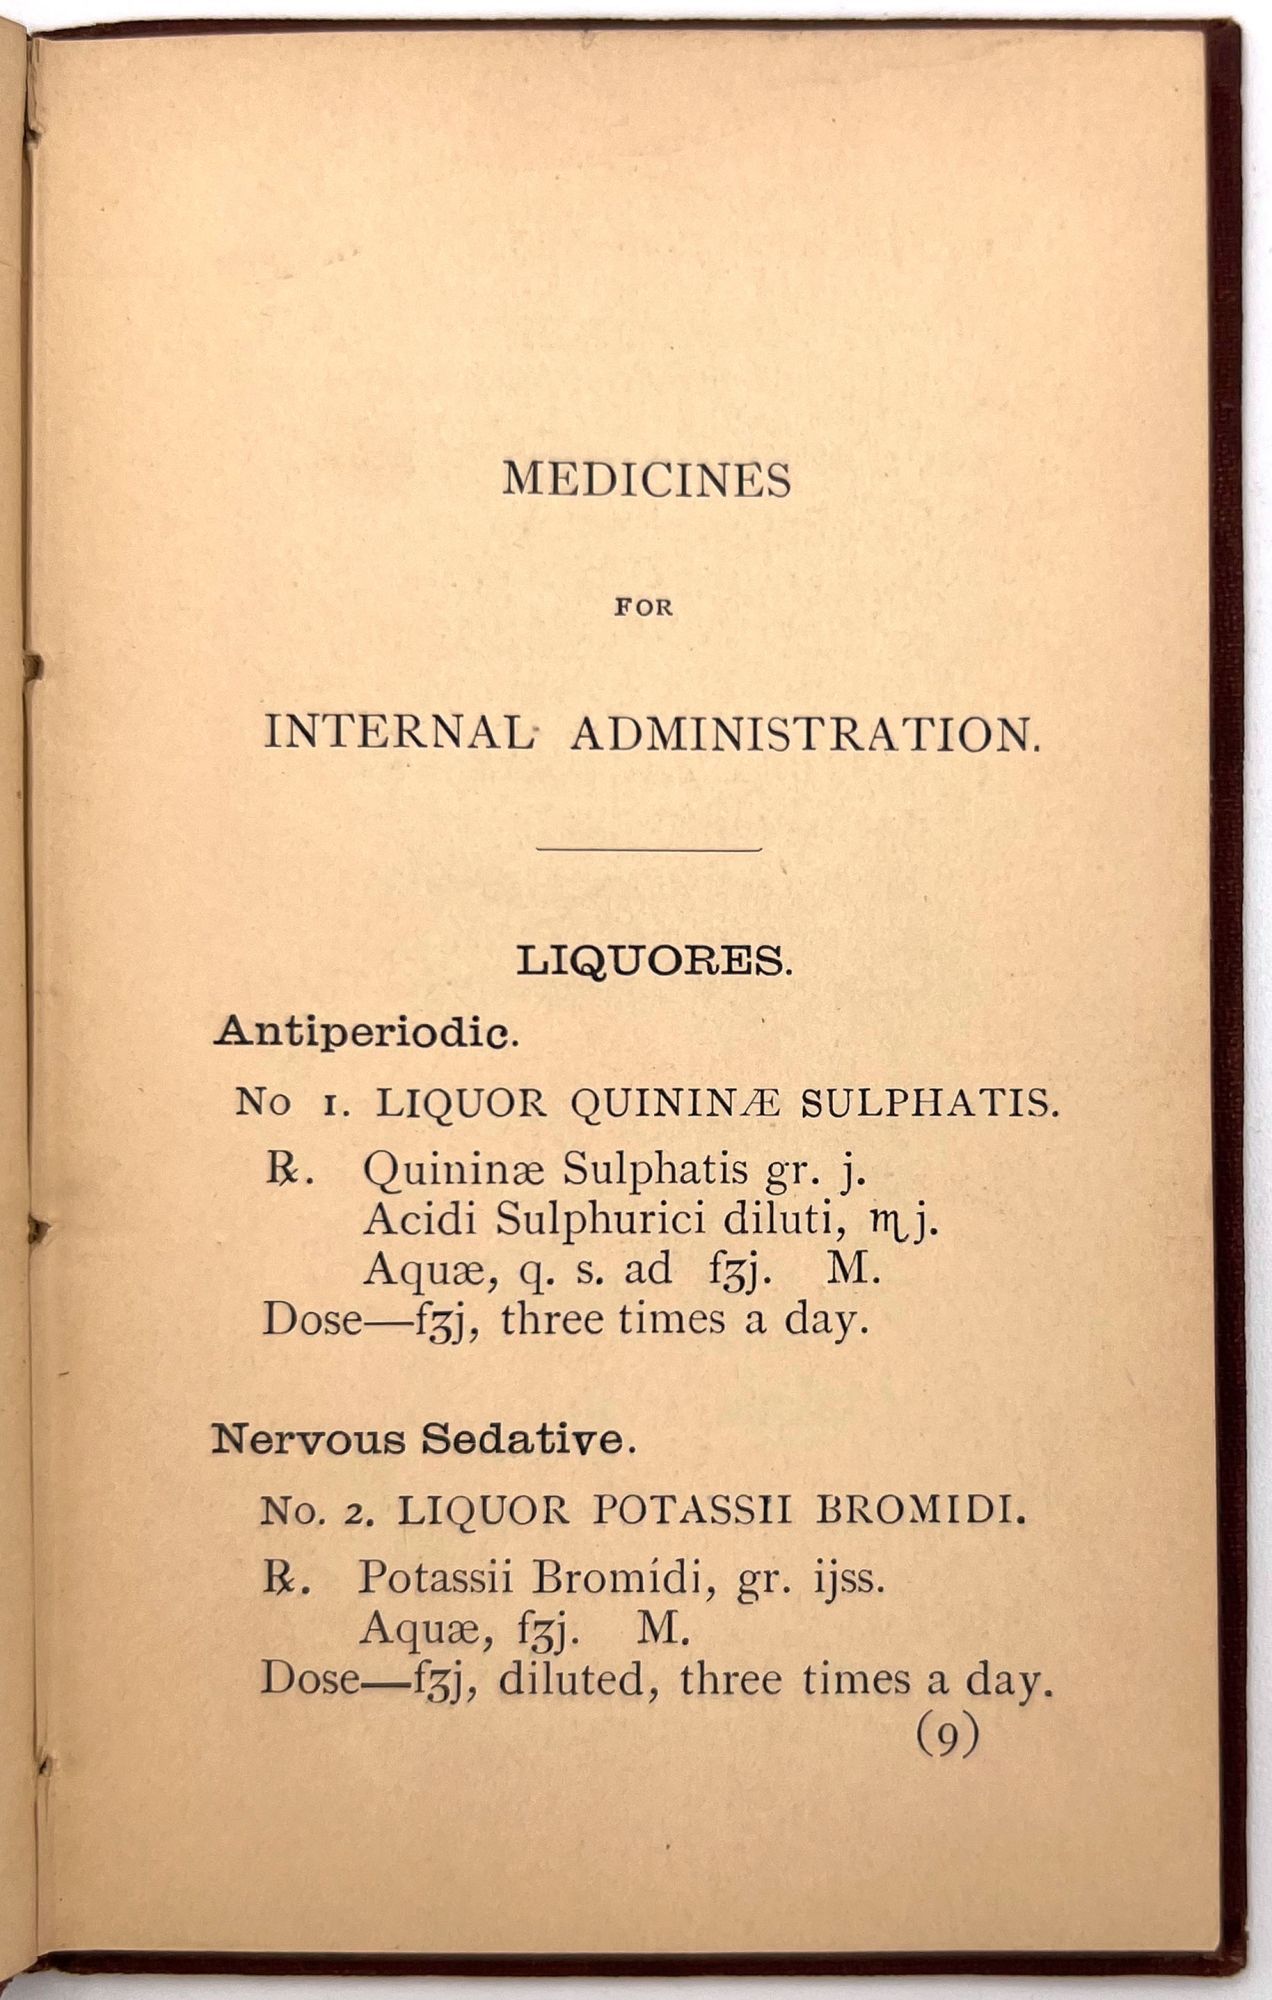 MEDICINES
FOR
INTERNAL ADMINISTRATION.
LIQUORES.
Antiperiodic.
No 1. LIQUOR QUININÆ SULPHATIS.
℞. Quininæ Sulphatis gr. j.
Acidi Sulphurici diluti, ♏j.
Aquæ, q. s. ad fʒj. M.
Dose—fʒj, three times a day.
Nervous Sedative.
No. 2. LIQUOR POTASSII BROMIDI.
℞. Potassii Bromídi, gr. ijss.
Aquæ, fʒj. M.
Dose—fʒj, diluted, three times a day.
(9)